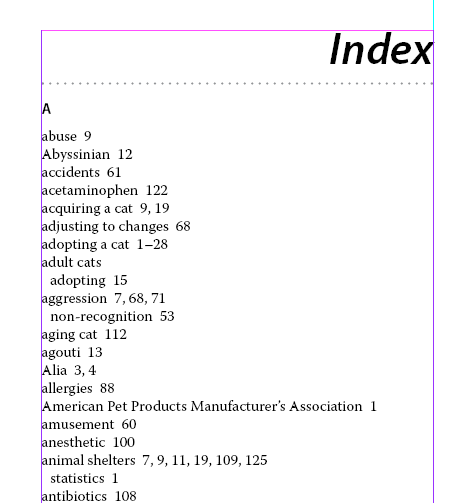 Index
A
abuse 9
Abyssinian 12
accidents 61
acetaminophen 122
acquiring a cat 9, 19
adjusting to changes 68
adopting a cat 1–28
adult cats
adopting 15
aggression 7, 68, 71
non-recognition 53
aging cat 112
agouti 13
Alia 3, 4
allergies 88
American Pet Products Manufacturer’s Association 1
amusement 60
anesthetic 100
animal shelters 7, 9, 11, 19, 109, 125
statistics 1
antibiotics 108